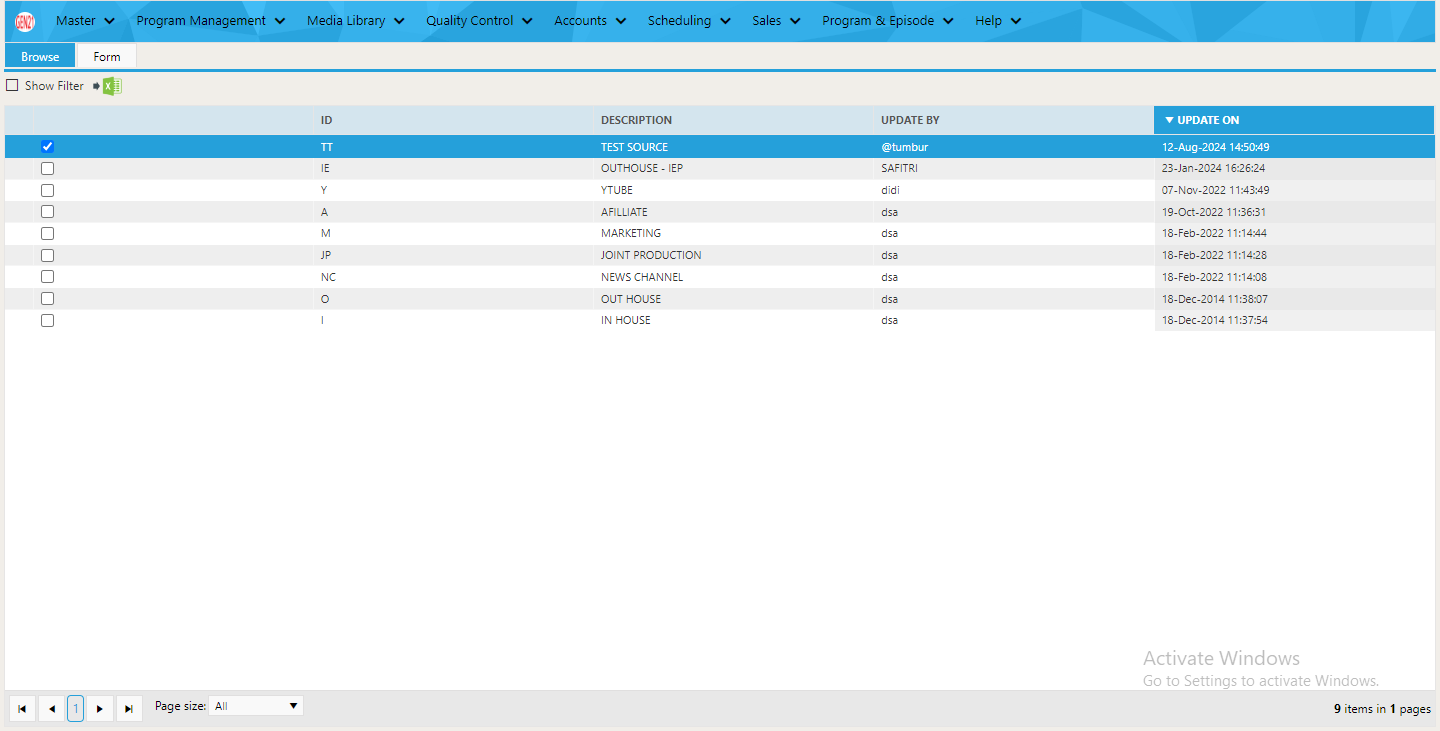 GEN21 Master Program Management Media Library Quality Control Accounts Scheduling Sales Program & Episode Help
Browse Form
Show Filter
ID DESCRIPTION UPDATE BY UPDATE ON
TT TEST SOURCE @tumbur 12-Aug-2024 14:50:49
IE OUTHOUSE - IEP SAFITRI 23-Jan-2024 16:26:24
Y YTUBE didi 07-Nov-2022 11:43:49
A AFILLIATE dsa 19-Oct-2022 11:36:31
M MARKETING dsa 18-Feb-2022 11:14:44
JP JOINT PRODUCTION dsa 18-Feb-2022 11:14:28
NC NEWS CHANNEL dsa 18-Feb-2022 11:14:08
O OUT HOUSE dsa 18-Dec-2014 11:38:07
I IN HOUSE dsa 18-Dec-2014 11:37:54
Activate Windows
Go to Settings to activate Windows.
1 Page size: All 9 items in 1 pages